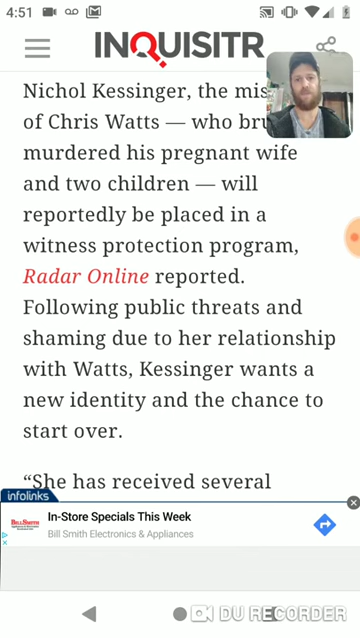 4:51
INQUISITR
Nichol Kessinger, the
of Chris Watts — who
murdered his pregnant wife
and two children — will
reportedly be placed in a
witness protection program,
Radar Online reported.
Following public threats and
shaming due to her relationship
with Watts, Kessinger wants a
new identity and the chance to
start over.
“She has received several
infolinks
BILL SMITH
In-Store Specials This Week
Bill Smith Electronics & Appliances
DU RECORDER